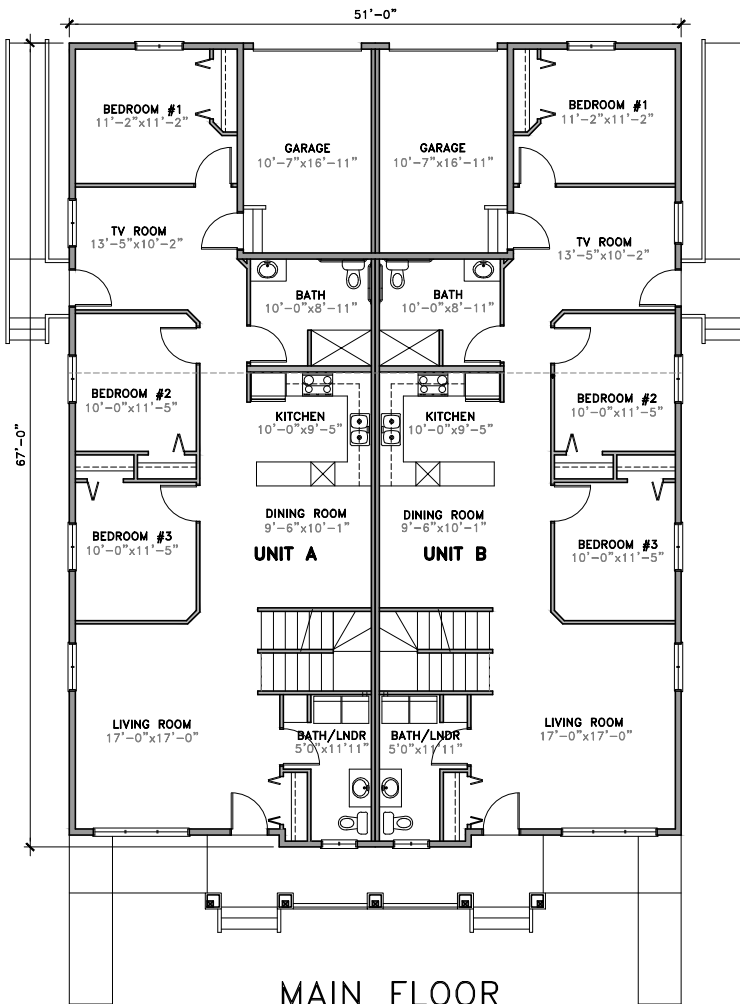 51'-0"
BEDROOM #1
11'-2"x11'-2"
GARAGE
10'-7"x16'-11"
GARAGE
10'-7"x16'-11"
BEDROOM #1
11'-2"x11'-2"
TV ROOM
13'-5"x10'-2"
TV ROOM
13'-5"x10'-2"
BATH
10'-0"x8'-11"
BATH
10'-0"x8'-11"
BEDROOM #2
10'-0"x11'-5"
KITCHEN
10'-0"x9'-5"
KITCHEN
10'-0"x9'-5"
BEDROOM #2
10'-0"x11'-5"
67'-0"
DINING ROOM
9'-6"x10'-1"
DINING ROOM
9'-6"x10'-1"
BEDROOM #3
10'-0"x11'-5"
UNIT A
UNIT B
BEDROOM #3
10'-0"x11'-5"
LIVING ROOM
17'-0"x17'-0"
BATH/LNDR
5'0"x11'11"
BATH/LNDR
5'0"x11'11"
LIVING ROOM
17'-0"x17'-0"
MAIN FLOOR